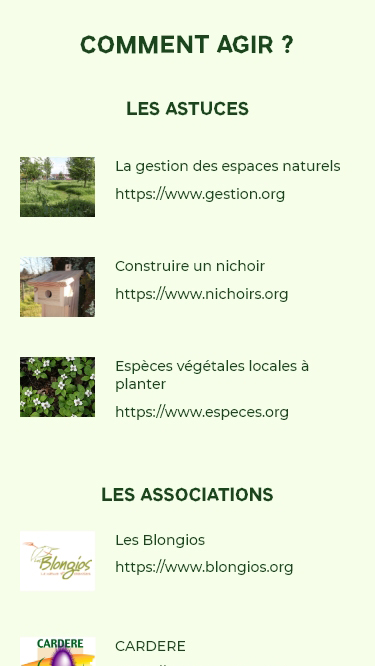 COMMENT AGIR ?
LES ASTUCES
La gestion des espaces naturels
https://www.gestion.org
Construire un nichoir
https://www.nichoirs.org
Espèces végétales locales à
planter
https://www.especes.org
LES ASSOCIATIONS
Blongios
Les Blongios
https://www.blongios.org
CARDERE
CARDERE